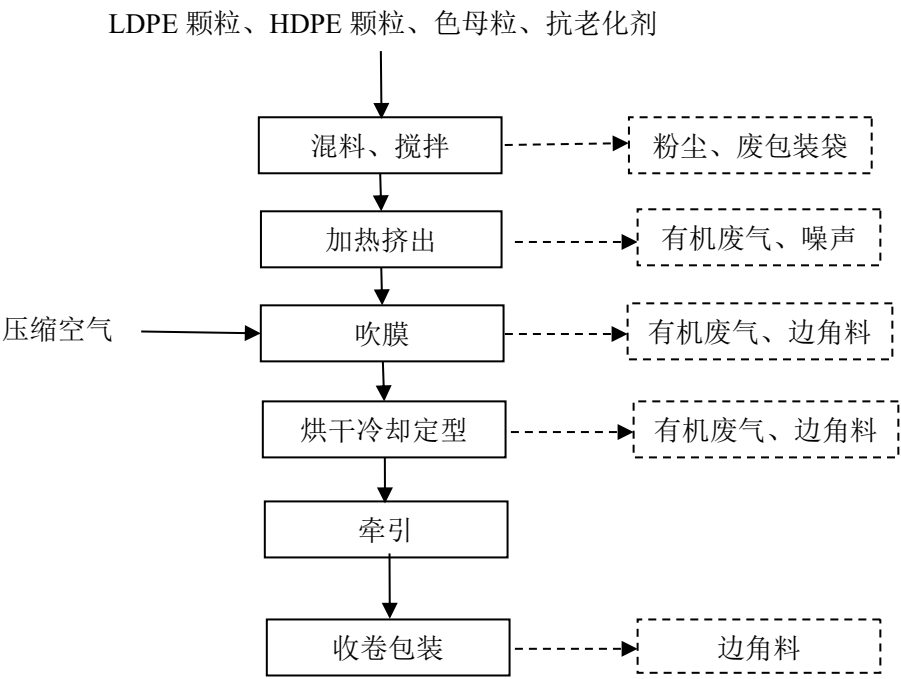 LDPE 颗粒、HDPE 颗粒、色母粒、抗老化剂
混料、搅拌
粉尘、废包装袋
加热挤出
有机废气、噪声
压缩空气
吹膜
有机废气、边角料
烘干冷却定型
有机废气、边角料
牵引
收卷包装
边角料